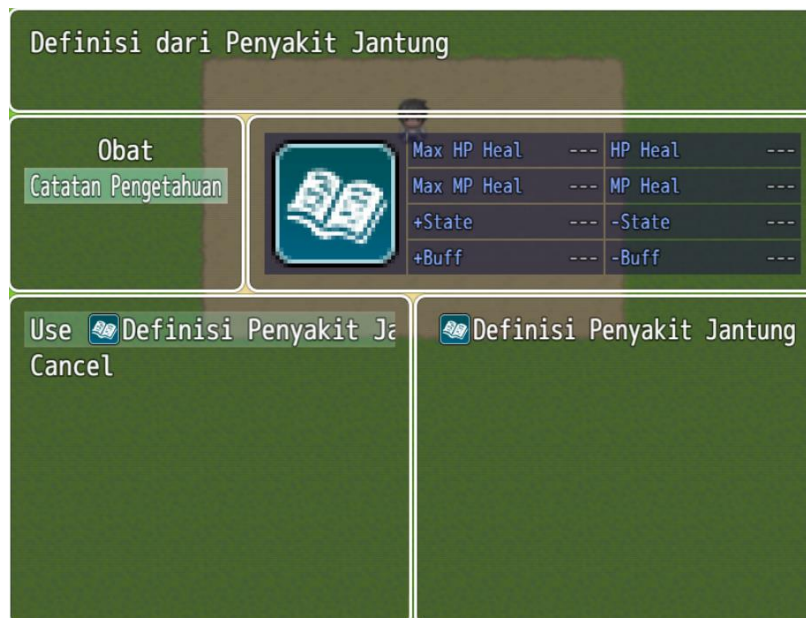 Definisi dari Penyakit Jantung
Obat
Catatan Pengetahuan
Max HP Heal --- HP Heal ---
Max MP Heal --- MP Heal ---
+State --- -State ---
+Buff --- -Buff ---
Use Definisi Penyakit Ja
Cancel
Definisi Penyakit Jantung